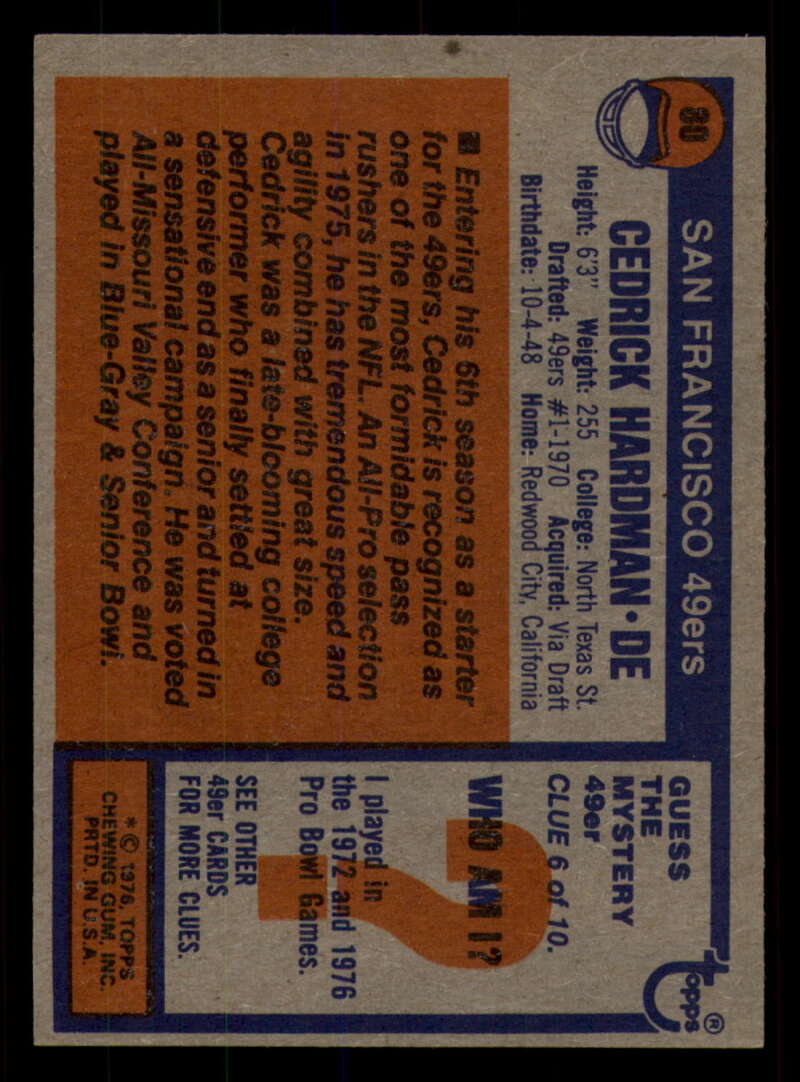 80
SAN FRANCISCO 49ers
CEDRICK HARDMAN • DE
Height: 6'3" Weight: 255 College: North Texas St.
Drafted: 49ers #1-1970 Acquired: Via Draft
Birthdate: 10-4-48 Home: Redwood City, California
Entering his 6th season as a starter
for the 49ers, Cedrick is recognized as
one of the most formidable pass
rushers in the NFL. An All-Pro selection
in 1975, he has tremendous speed and
agility combined with great size.
Cedrick was a late-blooming college
performer who finally settled at
defensive end as a senior and turned in
a sensational campaign. He was voted
All-Missouri Valley Conference and
played in Blue-Gray & Senior Bowl.
topps®
GUESS
THE
MYSTERY
49er
CLUE 6 of 10.
?
WHO AM I?
I played in
the 1972 and 1976
Pro Bowl Games.
SEE OTHER
49er CARDS
FOR MORE CLUES.
* © 1976, TOPPS
CHEWING GUM, INC.
PRTD. IN U.S.A.